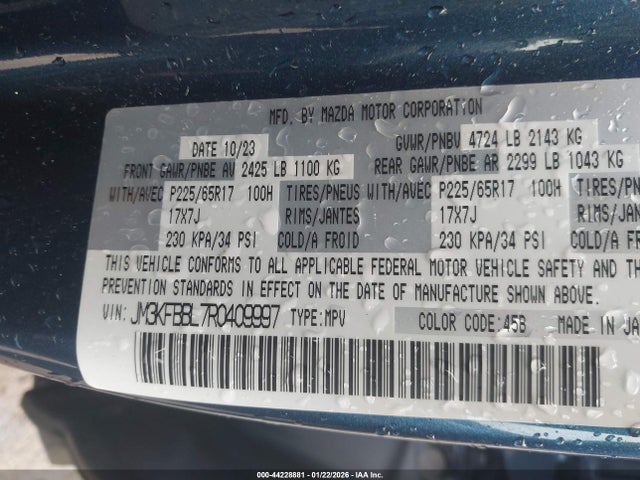 MFD. BY MAZDA MOTOR CORPORATION
DATE 10/23 GVWR/PNBV 4724 LB 2143 KG
FRONT GAWR/PNBE AV 2425 LB 1100 KG REAR GAWR/PNBE AR 2299 LB 1043 KG
WITH/AVEC P225/65R17 100H TIRES/PNEUS WITH/AVEC P225/65R17 100H TIRES/
17X7J RIMS/JANTES 17X7J RIMS/
230 KPA/34 PSI COLD/A FROID 230 KPA/34 PSI COLD/A
THIS VEHICLE CONFORMS TO ALL APPLICABLE FEDERAL MOTOR VEHICLE SAFETY AND
PREVENTION STANDARDS IN EFFECT ON THE DATE OF MANUFACTURE SHOWN ABOVE.
VIN: JM3KFBBL7R0409997 TYPE:MPV COLOR CODE:45B MADE IN JA
000-44228881 - 01/22/2026 - IAA Inc.